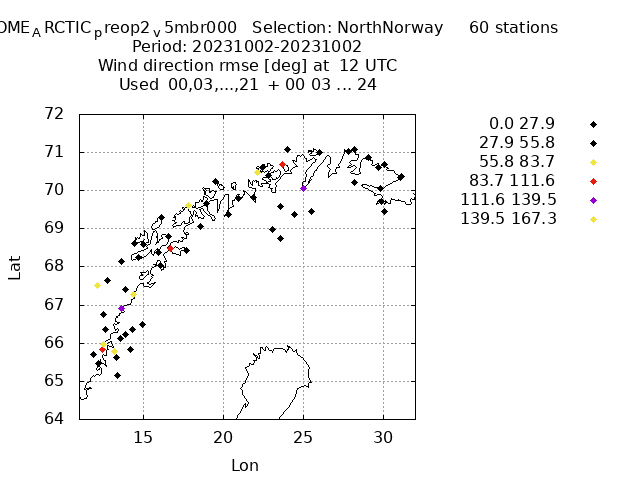 OME A RCTIC p reop2 v 5mbr000 Selection: NorthNorway 60 stations
Period: 20231002-20231002
Wind direction rmse [deg] at 12 UTC
Used 00,03,...,21 + 00 03 ... 24
72
71
70
69
68
67
66
65
64
Lat
15 20 25 30
Lon
0.0 27.9
27.9 55.8
55.8 83.7
83.7 111.6
111.6 139.5
139.5 167.3